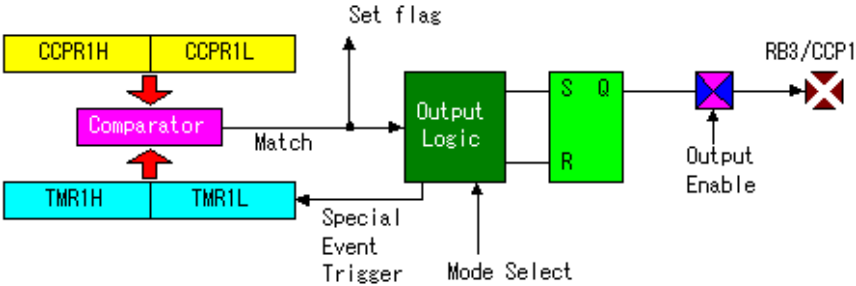 Set flag
CCPR1H CCPR1L
RB3/CCP1
Comparator
Match
Output
Logic
S Q
R
Output
Enable
TMR1H TMR1L
Special
Event
Trigger
Mode Select